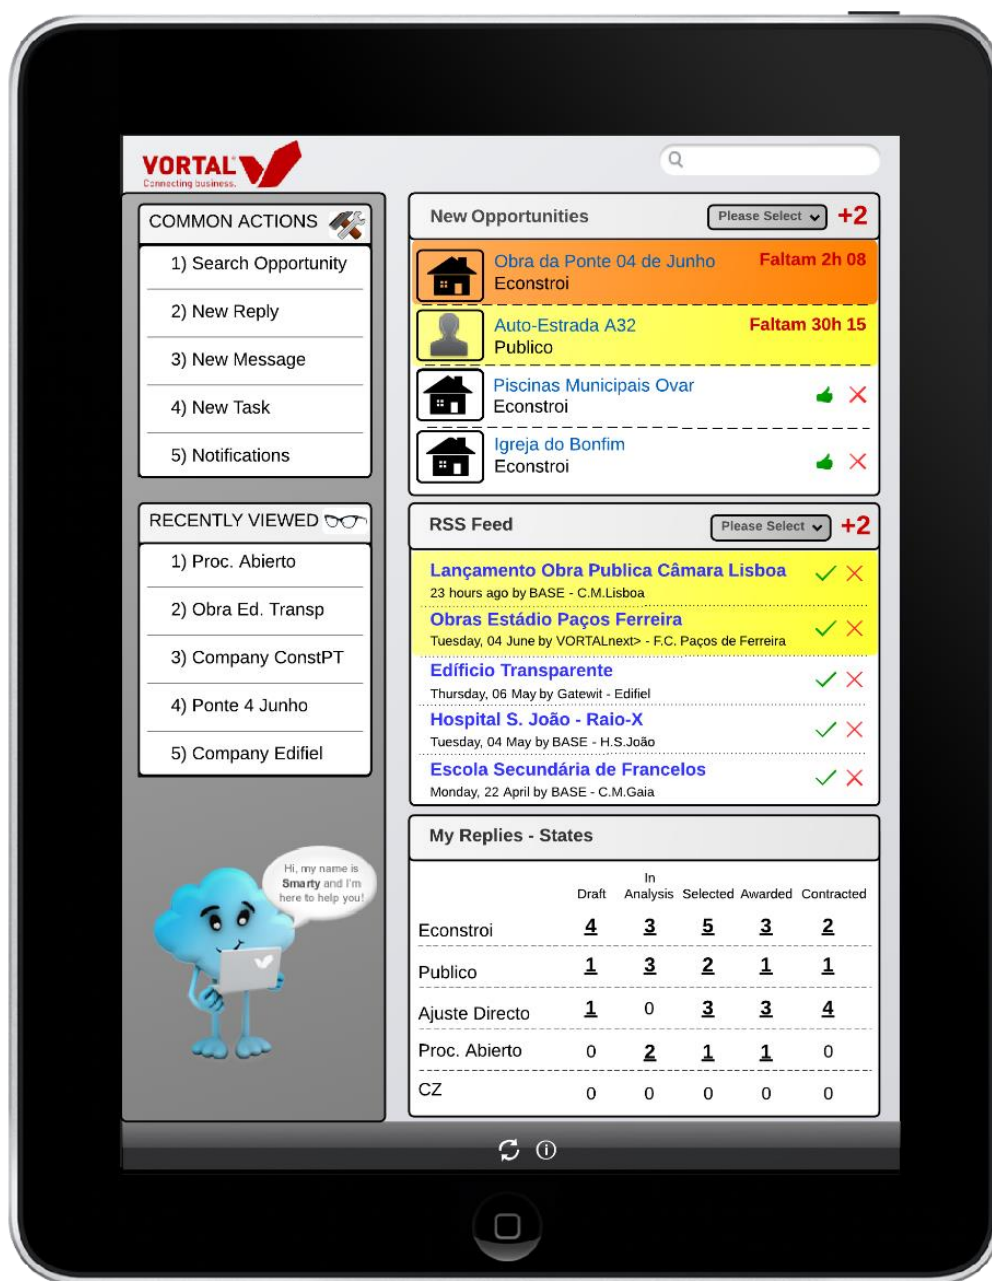 VORTAL
Connecting business.
COMMON ACTIONS
1) Search Opportunity
2) New Reply
3) New Message
4) New Task
5) Notifications
RECENTLY VIEWED
1) Proc. Abierto
2) Obra Ed. Transp
3) Company ConstPT
4) Ponte 4 Junho
5) Company Edifiel
Hi, my name is
Smarty and I'm
here to help you!
New Opportunities Please Select +2
Obra da Ponte 04 de Junho Faltam 2h 08
Econstroi
Auto-Estrada A32 Faltam 30h 15
Publico
Piscinas Municipais Ovar
Econstroi
Igreja do Bonfim
Econstroi
RSS Feed Please Select +2
Lançamento Obra Publica Câmara Lisboa
23 hours ago by BASE - C.M.Lisboa
Obras Estádio Paços Ferreira
Tuesday, 04 June by VORTALnext> - F.C. Paços de Ferreira
Edíficio Transparente
Thursday, 06 May by Gatewit - Edifiel
Hospital S. João - Raio-X
Tuesday, 04 May by BASE - H.S.João
Escola Secundária de Francelos
Monday, 22 April by BASE - C.M.Gaia
My Replies - States
Draft In Analysis Selected Awarded Contracted
Econstroi 4 3 5 3 2
Publico 1 3 2 1 1
Ajuste Directo 1 0 3 3 4
Proc. Abierto 0 2 1 1 0
CZ 0 0 0 0 0